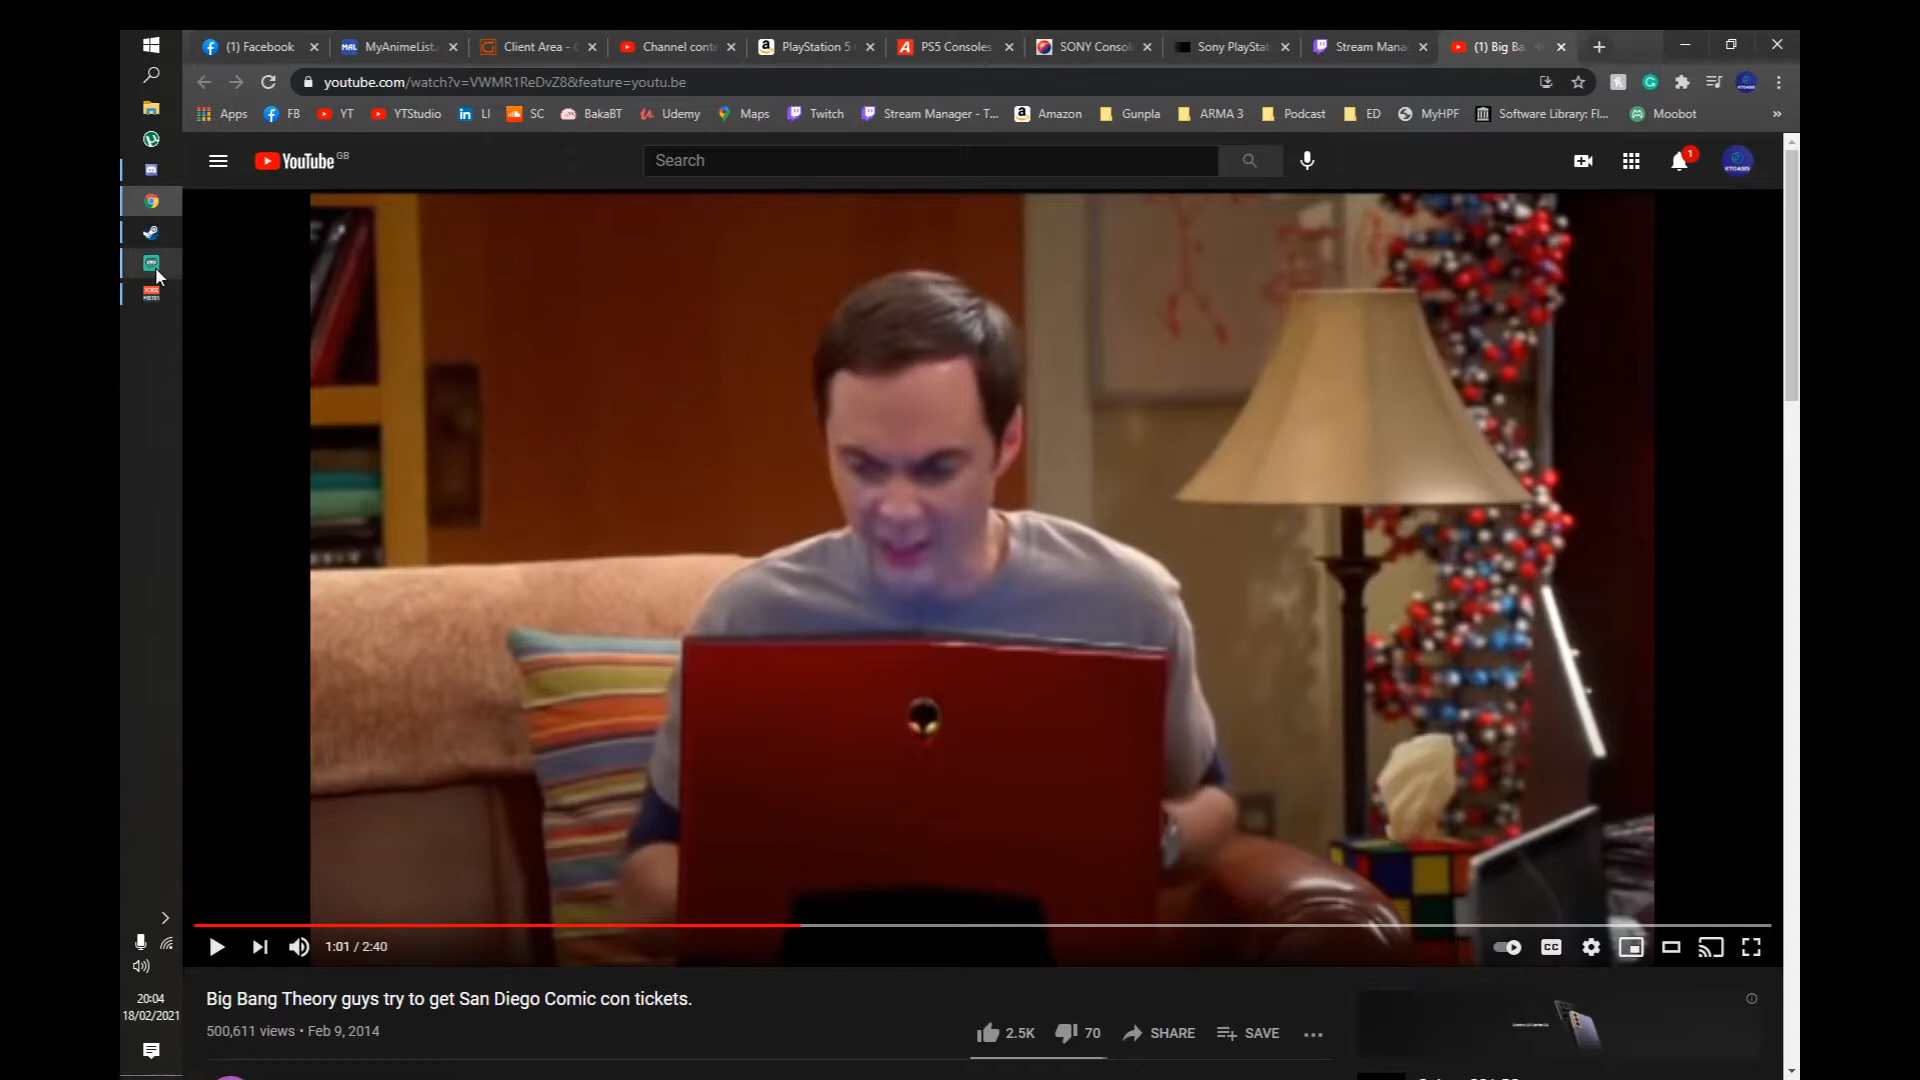 (1) Facebook
MyAnimeList.
Client Area -
Channel conte
PlayStation 5
PS5 Consoles
SONY Consol
Sony PlayStat
Stream Mana
(1) Big Ba
youtube.com/watch?v=VWMR1ReDvZ8&feature=youtu.be
Apps
FB
YT
YTStudio
LI
SC
BakaBT
Udemy
Maps
Twitch
Stream Manager - T...
Amazon
Gunpla
ARMA 3
Podcast
ED
MyHPF
Software Library: Fl...
Moobot
»
YouTube GB
Search
1
KTOASIS
1:01 / 2:40
CC
Big Bang Theory guys try to get San Diego Comic con tickets.
500,611 views • Feb 9, 2014
2.5K
70
SHARE
SAVE
20:04
18/02/2021